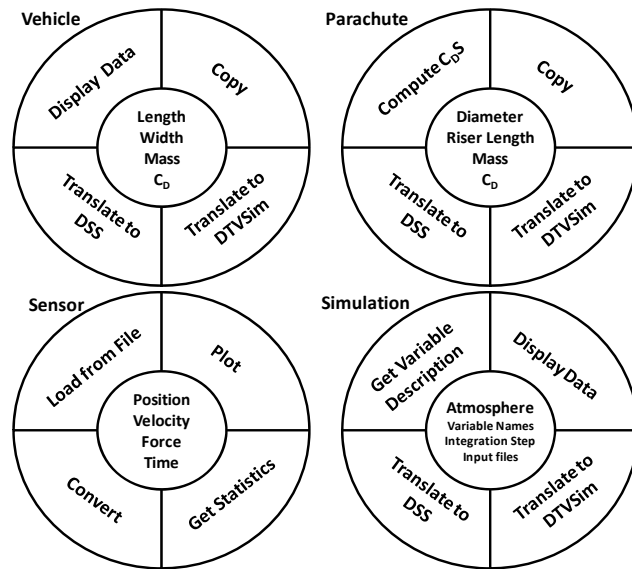 Vehicle
Display Data
Copy
Length
Width
Mass
C_D
Translate to
DSS
Translate to
DTVSim
Parachute
Compute C_DS
Copy
Diameter
Riser Length
Mass
C_D
Translate to
DSS
Translate to
DTVSim
Sensor
Load from File
Plot
Position
Velocity
Force
Time
Convert
Get Statistics
Simulation
Get Variable
Description
Display Data
Atmosphere
Variable Names
Integration Step
Input files
Translate to
DSS
Translate to
DTVSim